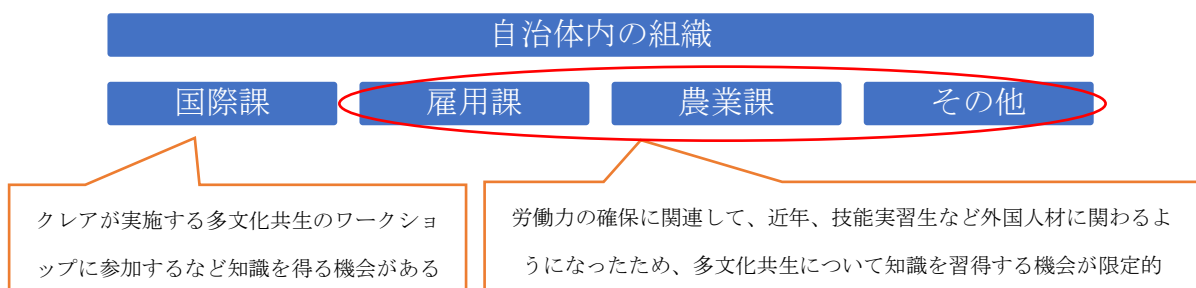 自治体内の組織
国際課
雇用課
農業課
その他
クレアが実施する多文化共生のワークショ
ップに参加するなど知識を得る機会がある
労働力の確保に関連して、近年、技能実習生など外国人材に関わるよ
うになったため、多文化共生について知識を習得する機会が限定的